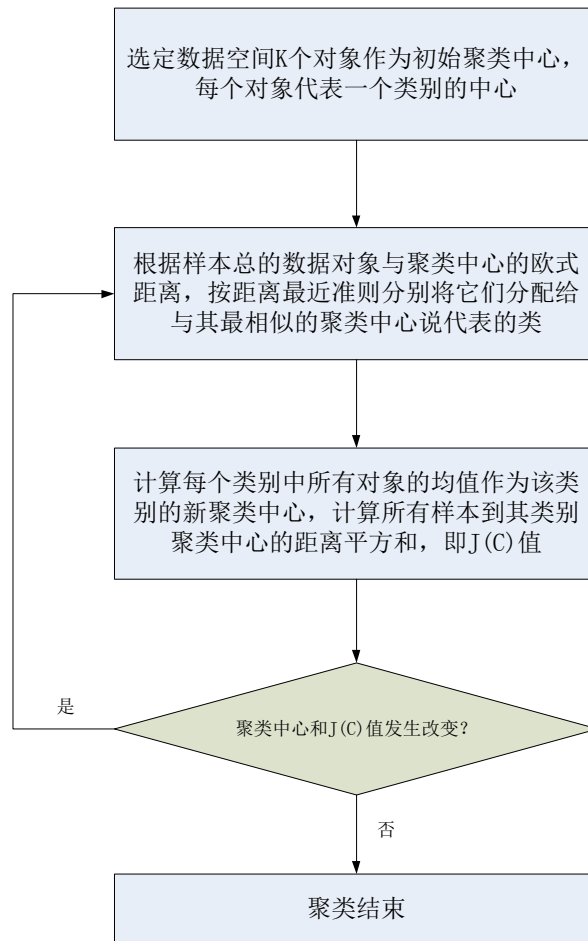 选定数据空间K个对象作为初始聚类中心，
每个对象代表一个类别的中心
根据样本总的数据对象与聚类中心的欧式
距离，按距离最近准则分别将它们分配给
与其最相似的聚类中心说代表的类
计算每个类别中所有对象的均值作为该类
别的新聚类中心，计算所有样本到其类别
聚类中心的距离平方和，即J(C)值
是
聚类中心和J(C)值发生改变？
否
聚类结束